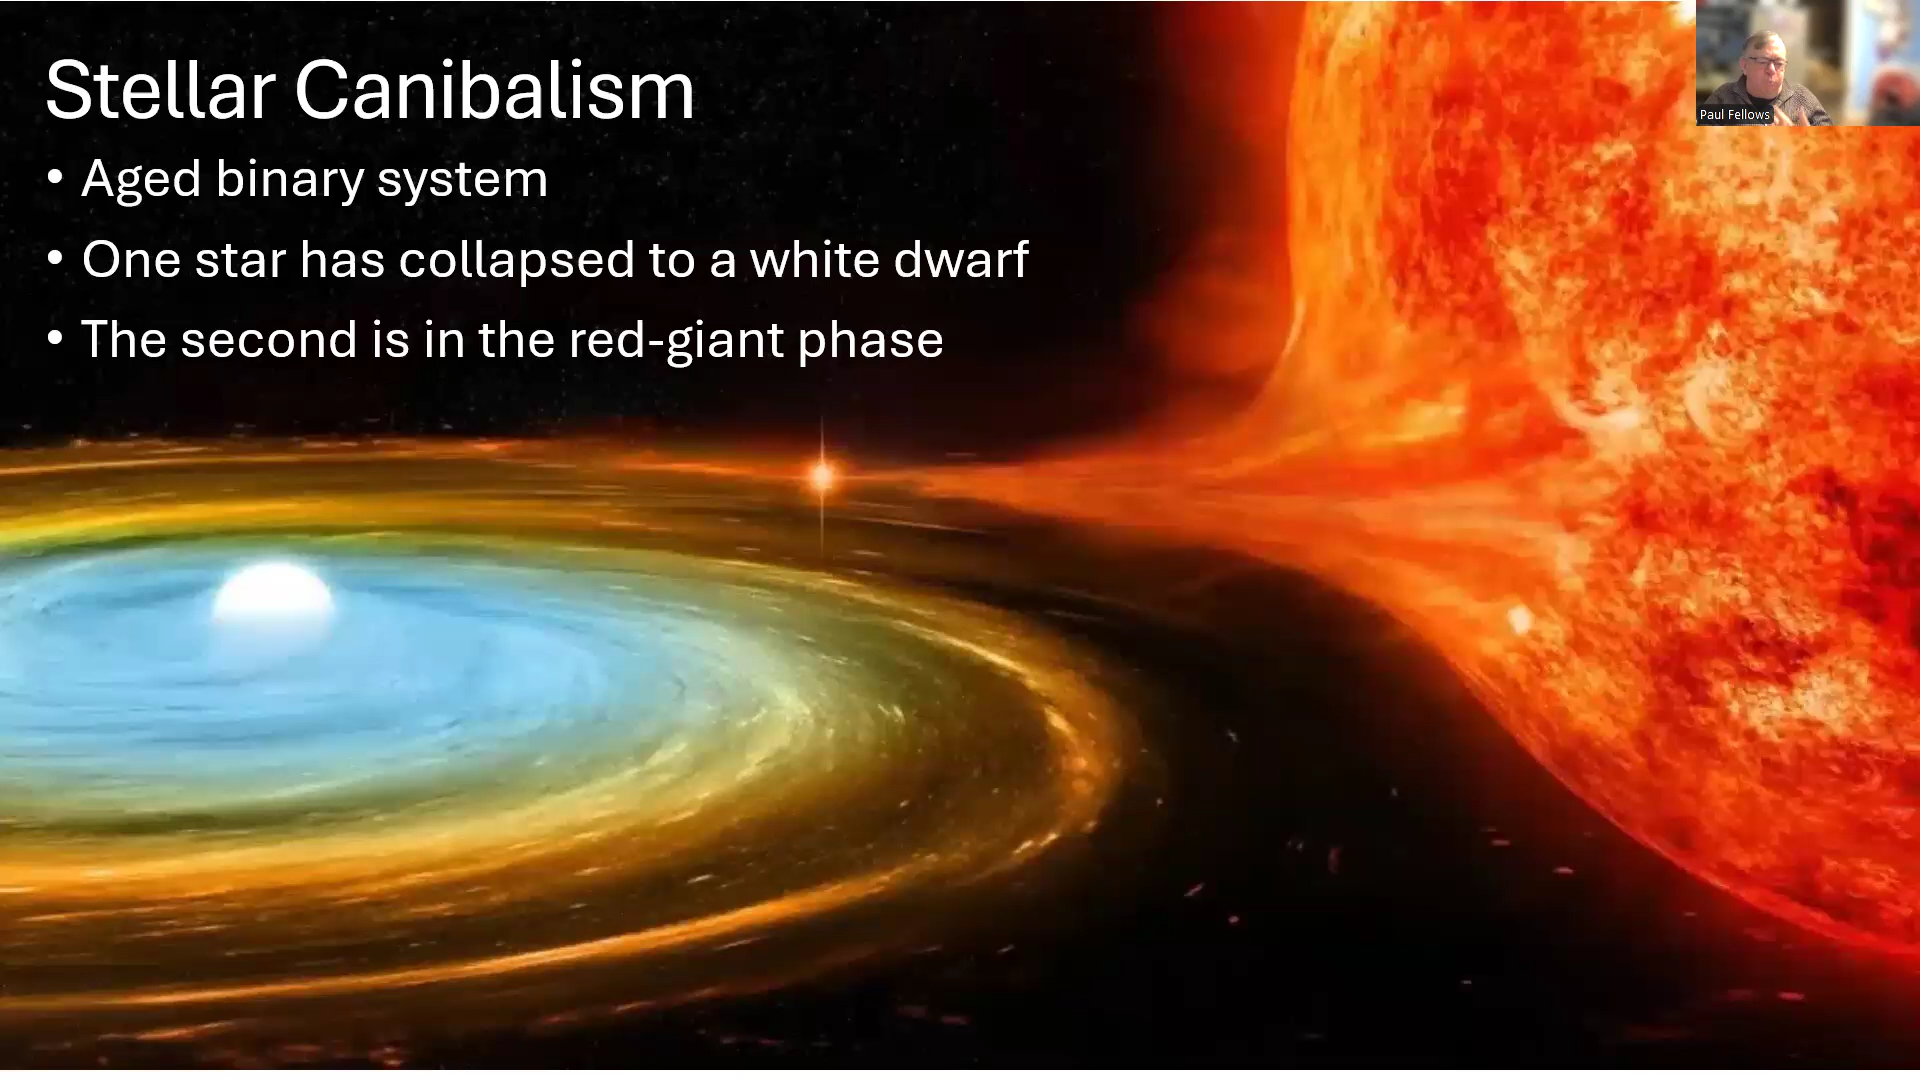 Stellar Canibalism
• Aged binary system
• One star has collapsed to a white dwarf
• The second is in the red-giant phase
Paul Fellows